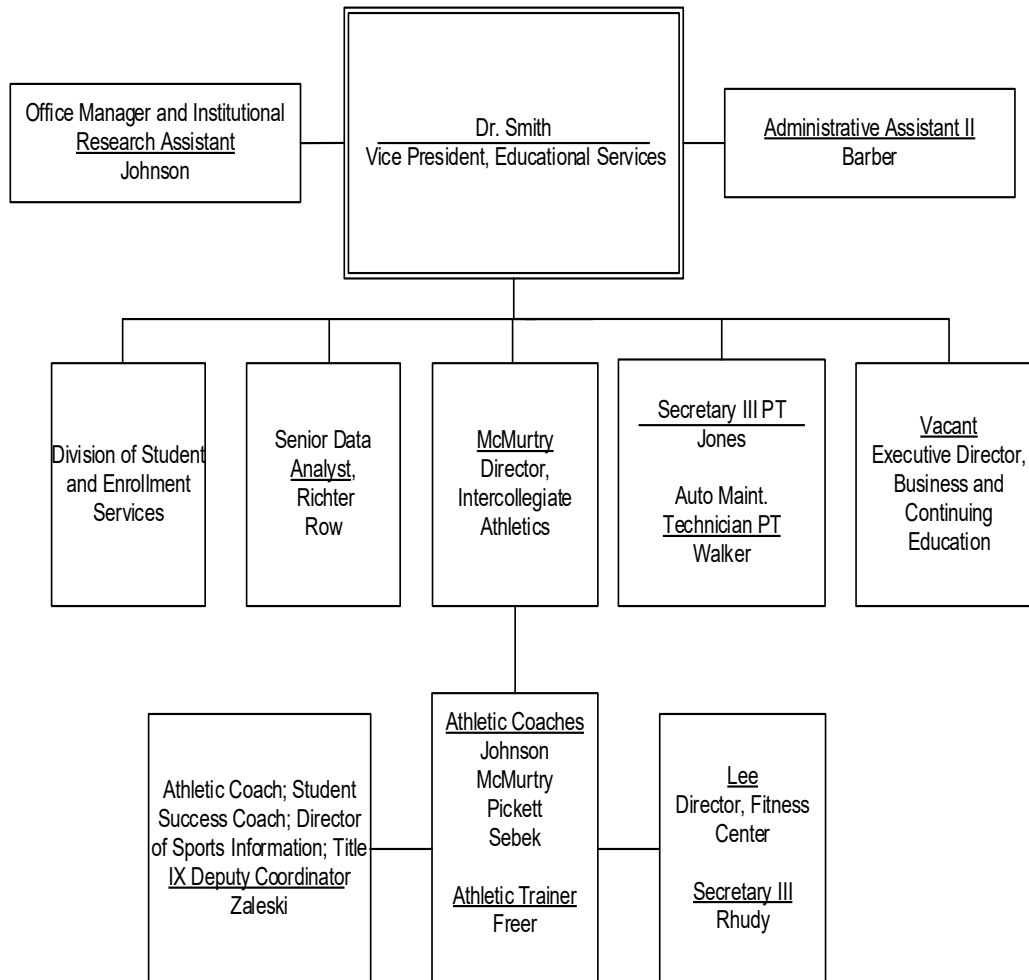 Office Manager and Institutional
Research Assistant
Johnson
Dr. Smith
Vice President, Educational Services
Administrative Assistant II
Barber
Division of Student
and Enrollment
Services
Senior Data
Analyst,
Richter
Row
McMurtry
Director,
Intercollegiate
Athletics
Secretary III PT
Jones
Auto Maint.
Technician PT
Walker
Vacant
Executive Director,
Business and
Continuing
Education
Athletic Coach; Student
Success Coach; Director
of Sports Information; Title
IX Deputy Coordinator
Zaleski
Athletic Coaches
Johnson
McMurtry
Pickett
Sebek
Athletic Trainer
Freer
Lee
Director, Fitness
Center
Secretary III
Rhudy